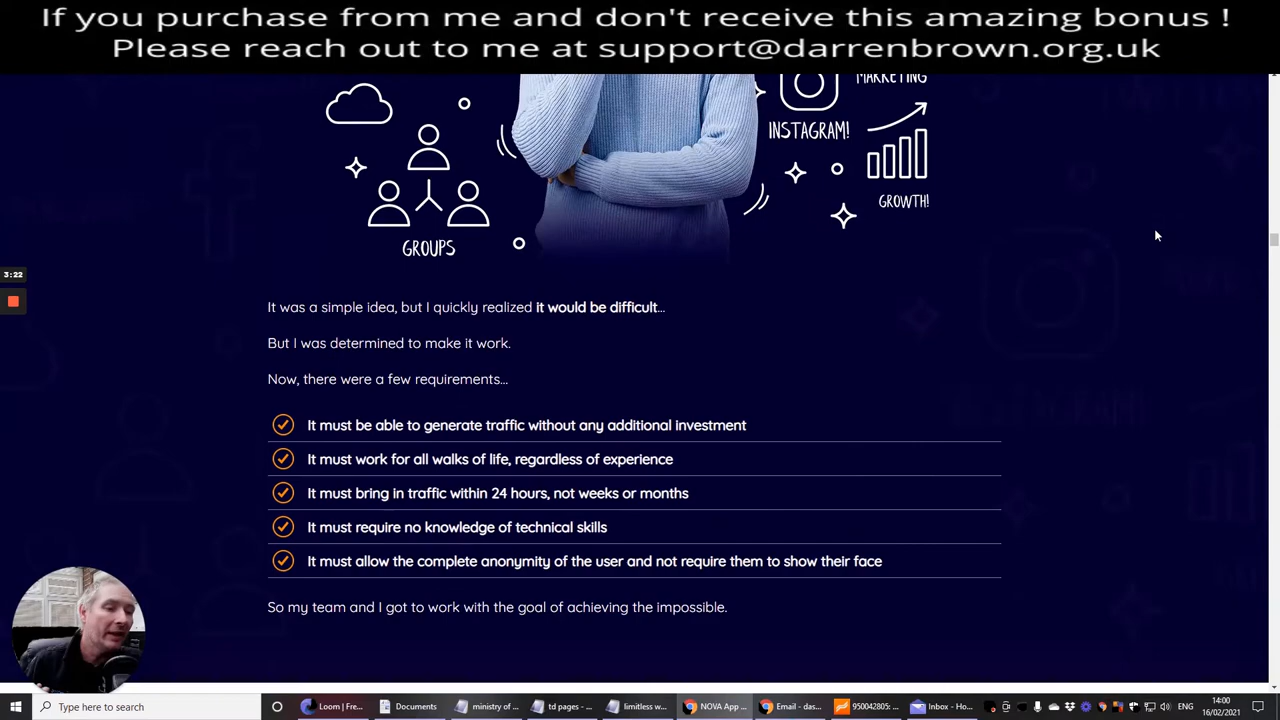 If you purchase from me and don't receive this amazing bonus !
Please reach out to me at support@darrenbrown.org.uk
MARKETING
INSTAGRAM!
GROWTH!
GROUPS
3:22
It was a simple idea, but I quickly realized it would be difficult...
But I was determined to make it work.
Now, there were a few requirements...
It must be able to generate traffic without any additional investment
It must work for all walks of life, regardless of experience
It must bring in traffic within 24 hours, not weeks or months
It must require no knowledge of technical skills
It must allow the complete anonymity of the user and not require them to show their face
So my team and I got to work with the goal of achieving the impossible.
Type here to search
Loom | Fre...
Documents
ministry of ...
td pages - ...
limitless w...
NOVA App ...
Email - das...
950042805: ...
Inbox - Ho...
ENG
14:00
16/02/2021